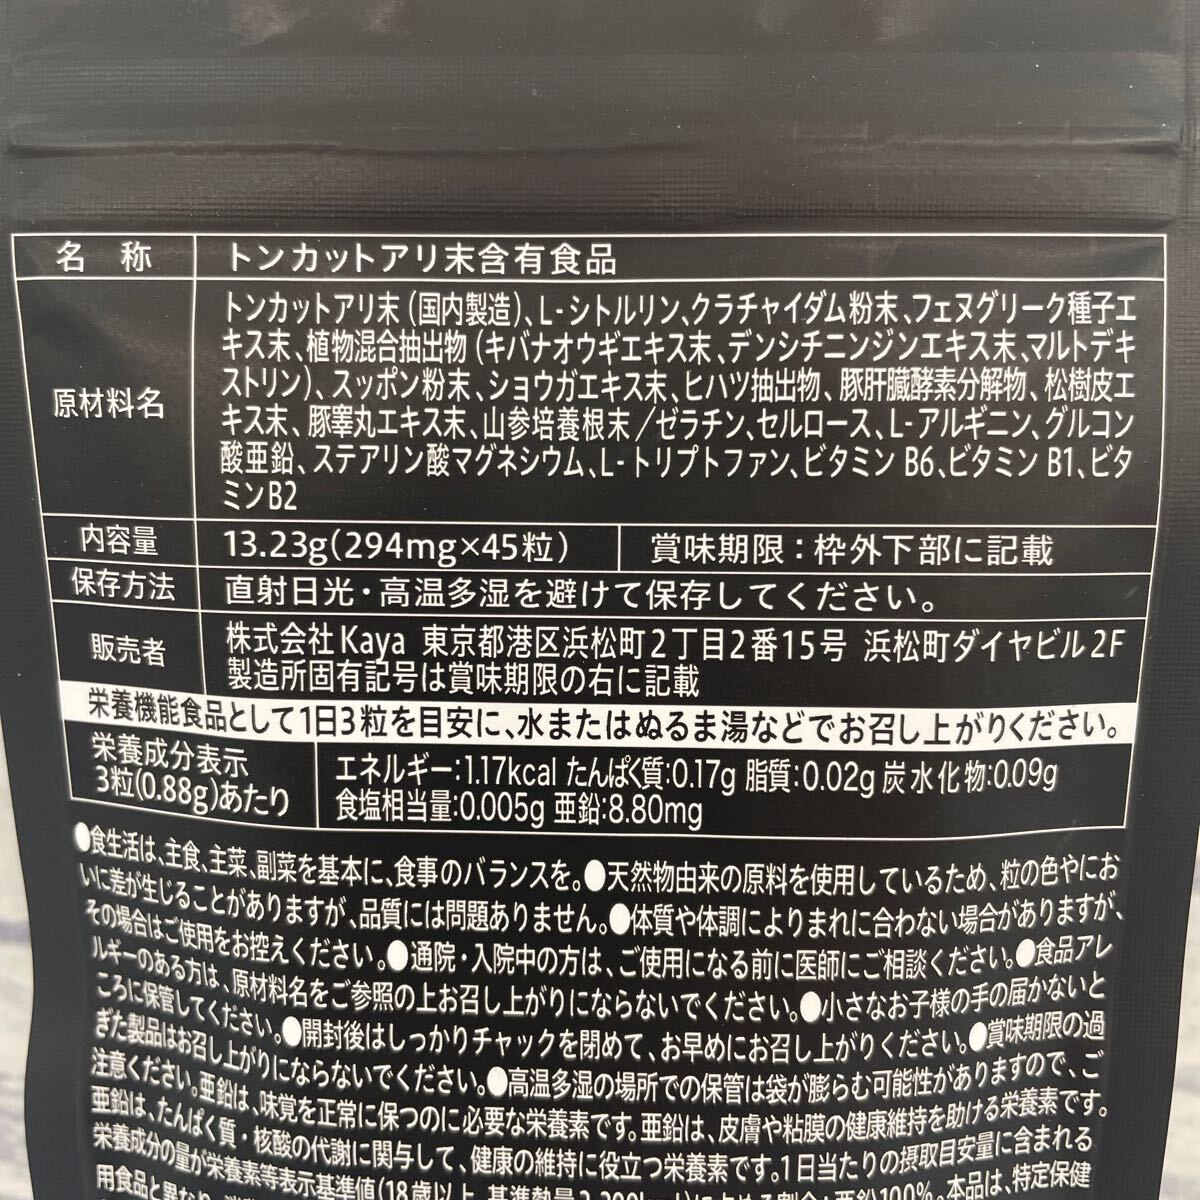 名 称 トンカットアリ末含有食品
原材料名
トンカットアリ末(国内製造)、L-シトルリン、クラチャイダム粉末、フェヌグリーク種子エ
キス末、植物混合抽出物(キバナオウギエキス末、デンシチニンジンエキス末、マルトデキ
ストリン)、スッポン粉末、ショウガエキス末、ヒハツ抽出物、豚肝臓酵素分解物、松樹皮エ
キス末、豚睾丸エキス末、山参培養根末/ゼラチン、セルロース、L-アルギニン、グルコン
酸亜鉛、ステアリン酸マグネシウム、L-トリプトファン、ビタミンB6、ビタミンB1、ビタ
ミンB2
内容量 13.23g(294mg×45粒) 賞味期限:枠外下部に記載
保存方法 直射日光・高温多湿を避けて保存してください。
販売者
株式会社Kaya 東京都港区浜松町2丁目2番15号 浜松町ダイヤビル2F
製造所固有記号は賞味期限の右に記載
栄養機能食品として1日3粒を目安に、水またはぬるま湯などでお召し上がりください。
栄養成分表示
3粒(0.88g)あたり
エネルギー:1.17kcal たんぱく質:0.17g 脂質:0.02g 炭水化物:0.09g
食塩相当量:0.005g 亜鉛:8.80mg
●食生活は、主食、主菜、副菜を基本に、食事のバランスを。●天然物由来の原料を使用しているため、粒の色やにお
いに差が生じることがありますが、品質には問題ありません。●体質や体調によりまれに合わない場合がありますが、
その場合はご使用をお控えください。●通院・入院中の方は、ご使用になる前に医師にご相談ください。●食品アレ
ルギーのある方は、原材料名をご参照の上お召し上がりにならないでください。●小さなお子様の手の届かないと
ころに保管してください。●開封後はしっかりチャックを閉めて、お早めにお召し上がりください。●賞味期限の過
ぎた製品はお召し上がりにならないでください。●高温多湿の場所での保管は袋が膨らむ可能性がありますので、ご
注意ください。亜鉛は、味覚を正常に保つのに必要な栄養素です。亜鉛は、皮膚や粘膜の健康維持を助ける栄養素です。
亜鉛は、たんぱく質・核酸の代謝に関与して、健康の維持に役立つ栄養素です。1日当たりの摂取目安量に含まれる
栄養成分の量が栄養素等表示基準値(18歳以上、基準熱量2,200kcal)に占める割合:亜鉛100%。本品は、特定保健
用食品と異なり、